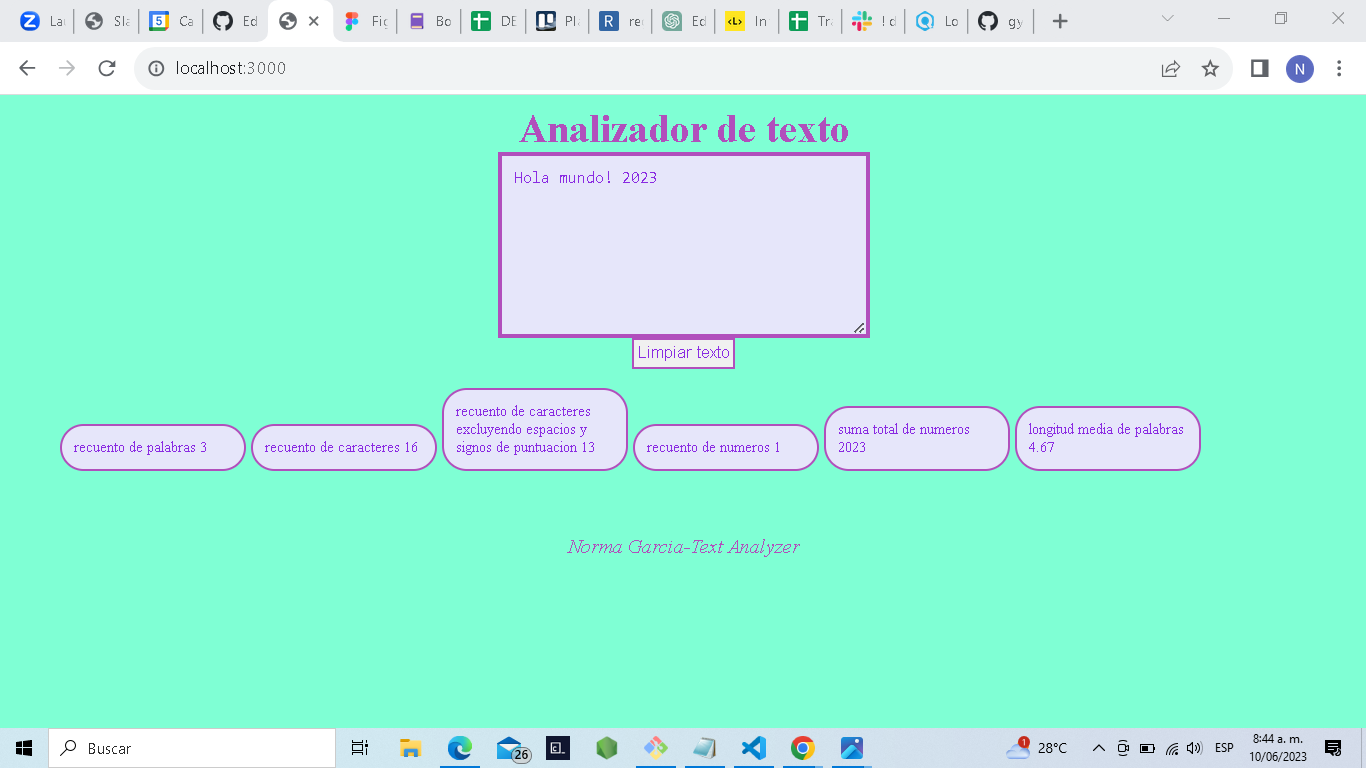 La
Sla
5
Ca
Ed
Fig
Bo
DE
Pl
R
re
Ed
<L>
In
Tra
! d
Lo
gy
localhost:3000
N
Analizador de texto
Hola mundo! 2023
Limpiar texto
recuento de palabras 3
recuento de caracteres 16
recuento de caracteres
excluyendo espacios y
signos de puntuacion 13
recuento de numeros 1
suma total de numeros
2023
longitud media de palabras
4.67
Norma Garcia-Text Analyzer
Buscar
26
1
28°C
ESP
8:44 a. m.
10/06/2023